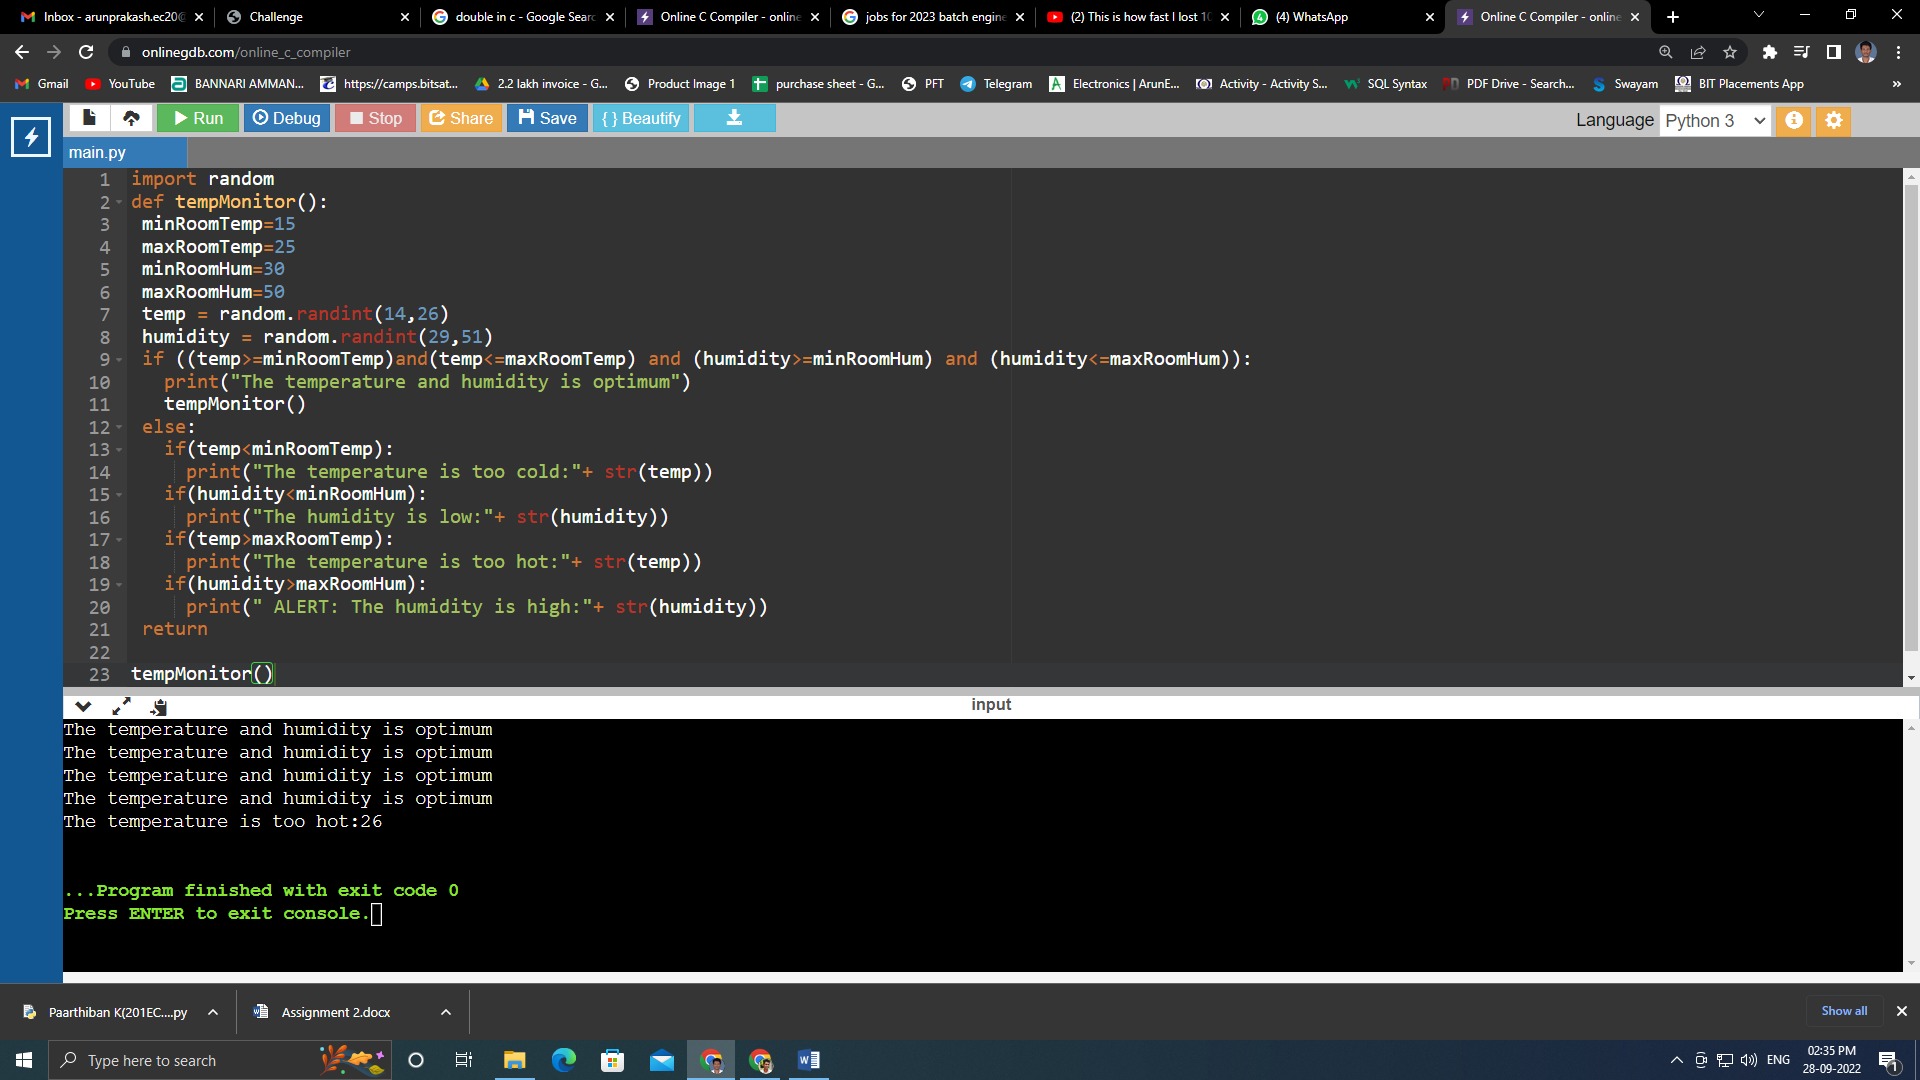 Inbox - arunprakash.ec20@
Challenge
double in c - Google Searc
Online C Compiler - online
jobs for 2023 batch engine
(2) This is how fast I lost 10
(4) WhatsApp
Online C Compiler - online
onlinegdb.com/online_c_compiler
Gmail
YouTube
BANNARI AMMAN...
https://camps.bitsat...
2.2 lakh invoice - G...
Product Image 1
purchase sheet - G...
PFT
Telegram
Electronics | ArunE...
Activity - Activity S...
SQL Syntax
PDF Drive - Search...
Swayam
BIT Placements App
»
Run
Debug
Stop
Share
Save
{ } Beautify
Language
Python 3
main.py
1 import random
2 def tempMonitor():
3 minRoomTemp=15
4 maxRoomTemp=25
5 minRoomHum=30
6 maxRoomHum=50
7 temp = random.randint(14,26)
8 humidity = random.randint(29,51)
9 if ((temp>=minRoomTemp)and(temp<=maxRoomTemp) and (humidity>=minRoomHum) and (humidity<=maxRoomHum)):
10 print("The temperature and humidity is optimum")
11 tempMonitor()
12 else:
13 if(temp<minRoomTemp):
14 print("The temperature is too cold:"+ str(temp))
15 if(humidity<minRoomHum):
16 print("The humidity is low:"+ str(humidity))
17 if(temp>maxRoomTemp):
18 print("The temperature is too hot:"+ str(temp))
19 if(humidity>maxRoomHum):
20 print(" ALERT: The humidity is high:"+ str(humidity))
21 return
22
23 tempMonitor()
input
The temperature and humidity is optimum
The temperature and humidity is optimum
The temperature and humidity is optimum
The temperature and humidity is optimum
The temperature is too hot:26
...Program finished with exit code 0
Press ENTER to exit console.
Paarthiban K(201EC....py
Assignment 2.docx
Show all
Type here to search
ENG
02:35 PM
28-09-2022
1